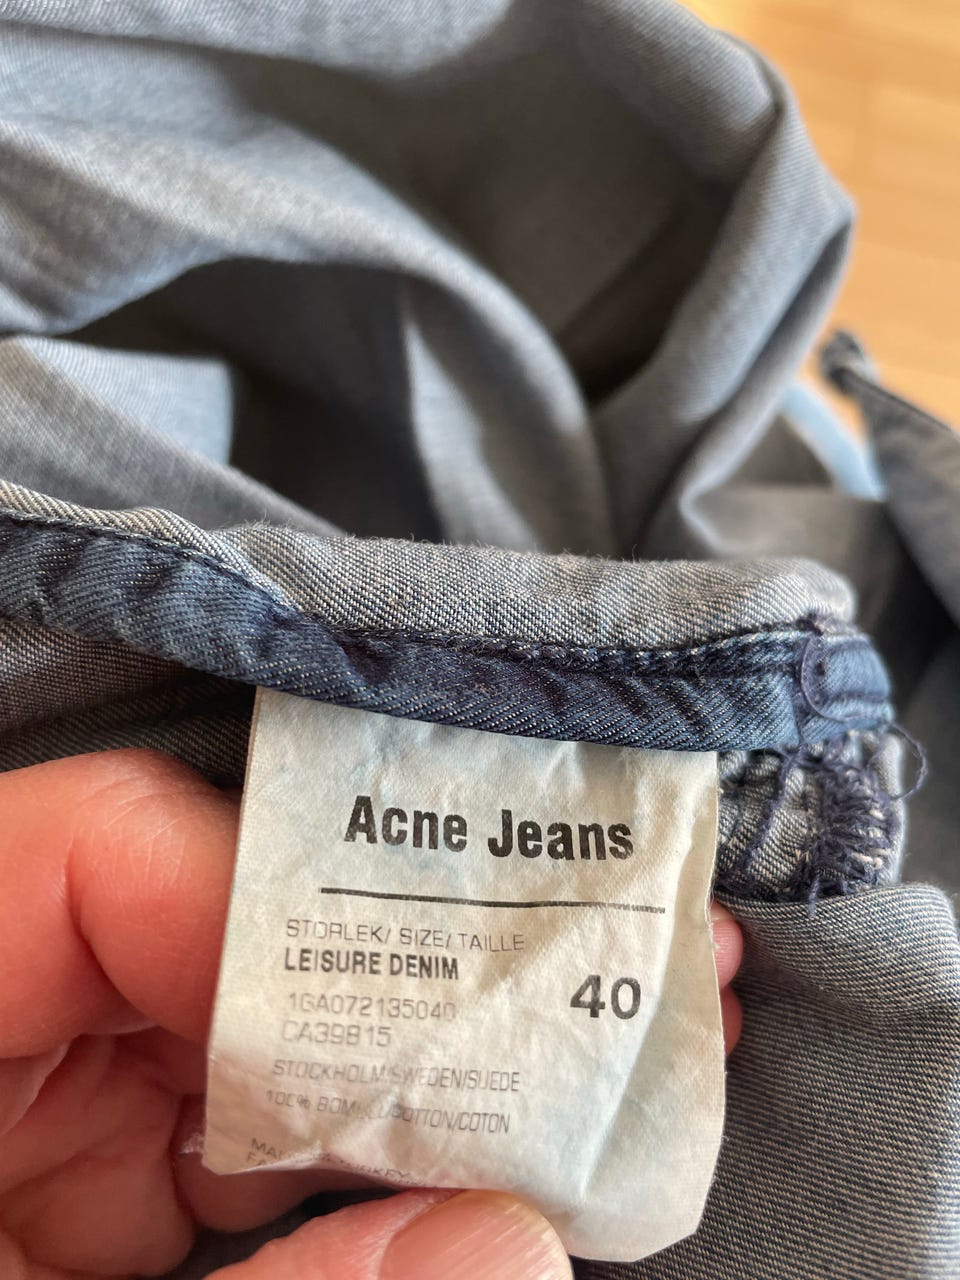 Acne Jeans
STORLEK/ SIZE/ TAILLE
LEISURE DENIM
40
1GA072135040
CA39815
STOCKHOLM/SWEDEN/SUEDE
100% BOMULL/COTTON/COTON